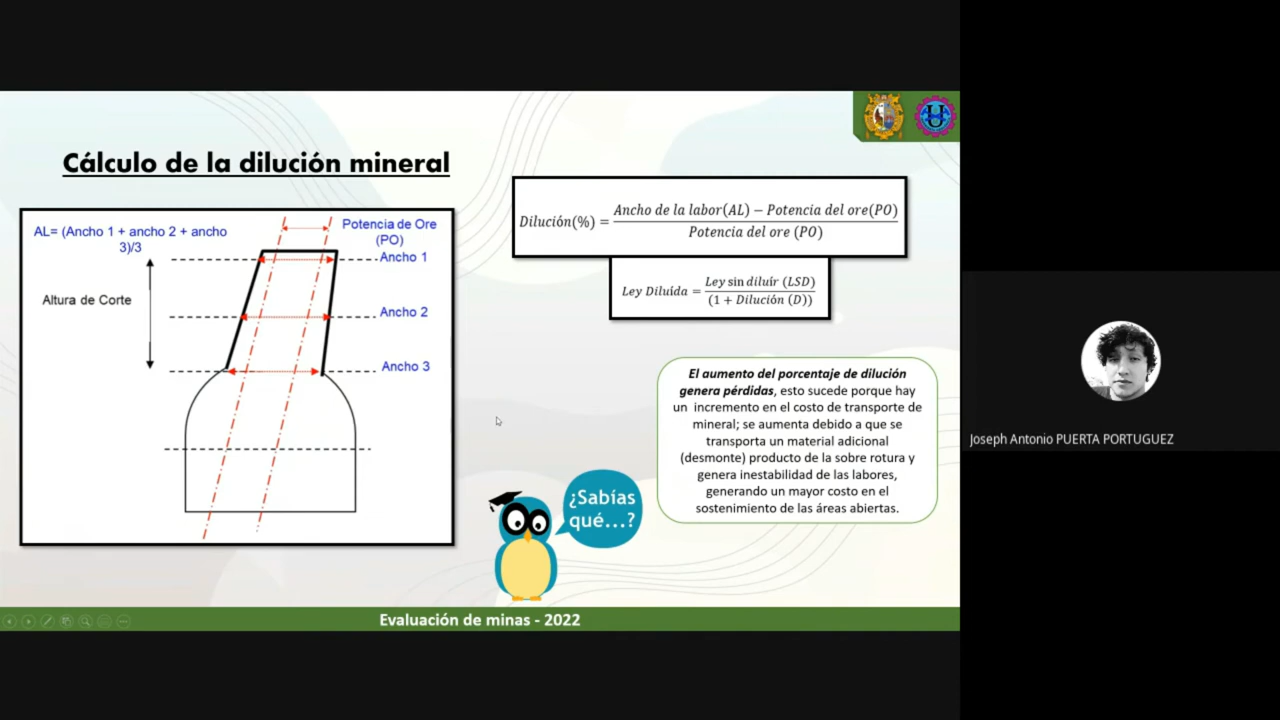 Cálculo de la dilución mineral
AL= (Ancho 1 + ancho 2 + ancho
3)/3
Potencia de Ore
(PO)
Ancho 1
Altura de Corte
Ancho 2
Ancho 3
Dilución(%) = Ancho de la labor(AL) − Potencia del ore(PO)
Potencia del ore (PO)
Ley Diluída = Ley sin diluír (LSD)
(1 + Dilución (D))
El aumento del porcentaje de dilución
genera pérdidas, esto sucede porque hay
un incremento en el costo de transporte de
mineral; se aumenta debido a que se
transporta un material adicional
(desmonte) producto de la sobre rotura y
genera inestabilidad de las labores,
generando un mayor costo en el
sostenimiento de las áreas abiertas.
¿Sabías
qué...?
Evaluación de minas - 2022
Joseph Antonio PUERTA PORTUGUEZ